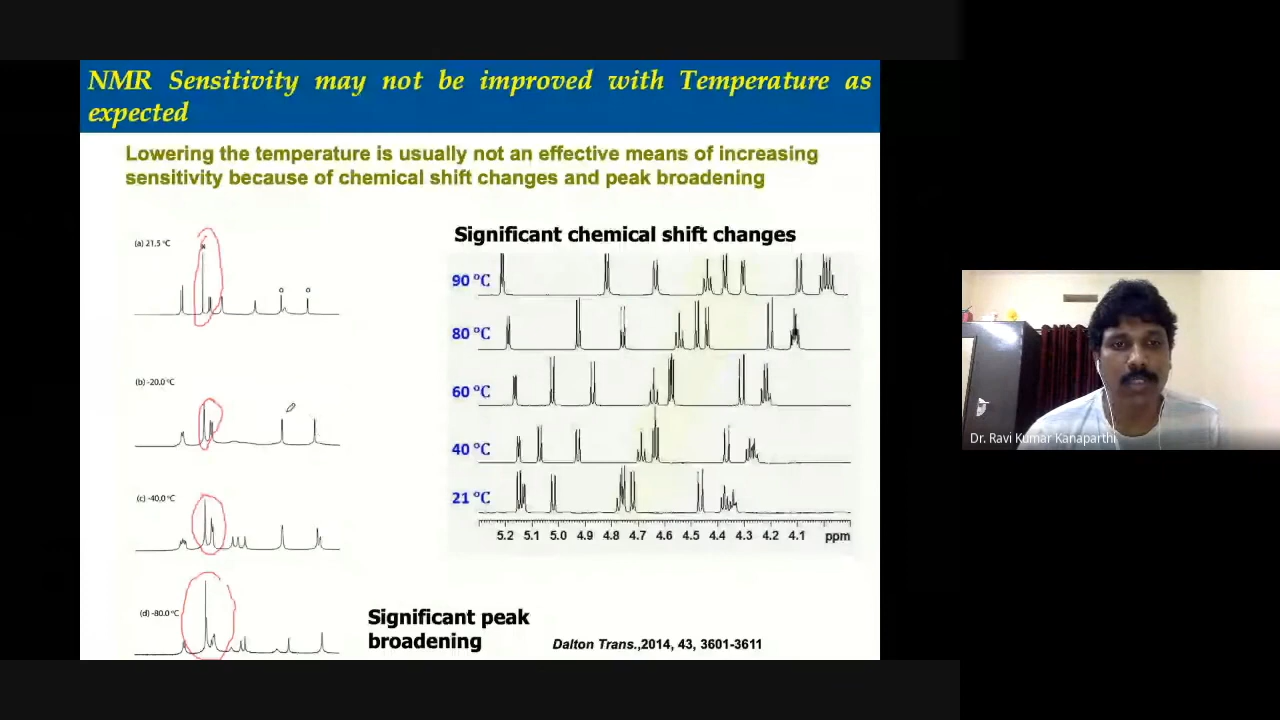 NMR Sensitivity may not be improved with Temperature as
expected
Lowering the temperature is usually not an effective means of increasing
sensitivity because of chemical shift changes and peak broadening
(a) 21.5 °C
(b) -20.0°C
(c) -40.0°C
(d) -80.0°C
Significant peak
broadening
Significant chemical shift changes
90 °C
80 °C
60 °C
40 °C
21 °C
5.2 5.1 5.0 4.9 4.8 4.7 4.6 4.5 4.4 4.3 4.2 4.1 ppm
Dalton Trans.,2014, 43, 3601-3611
Dr. Ravi Kumar Kanaparthi